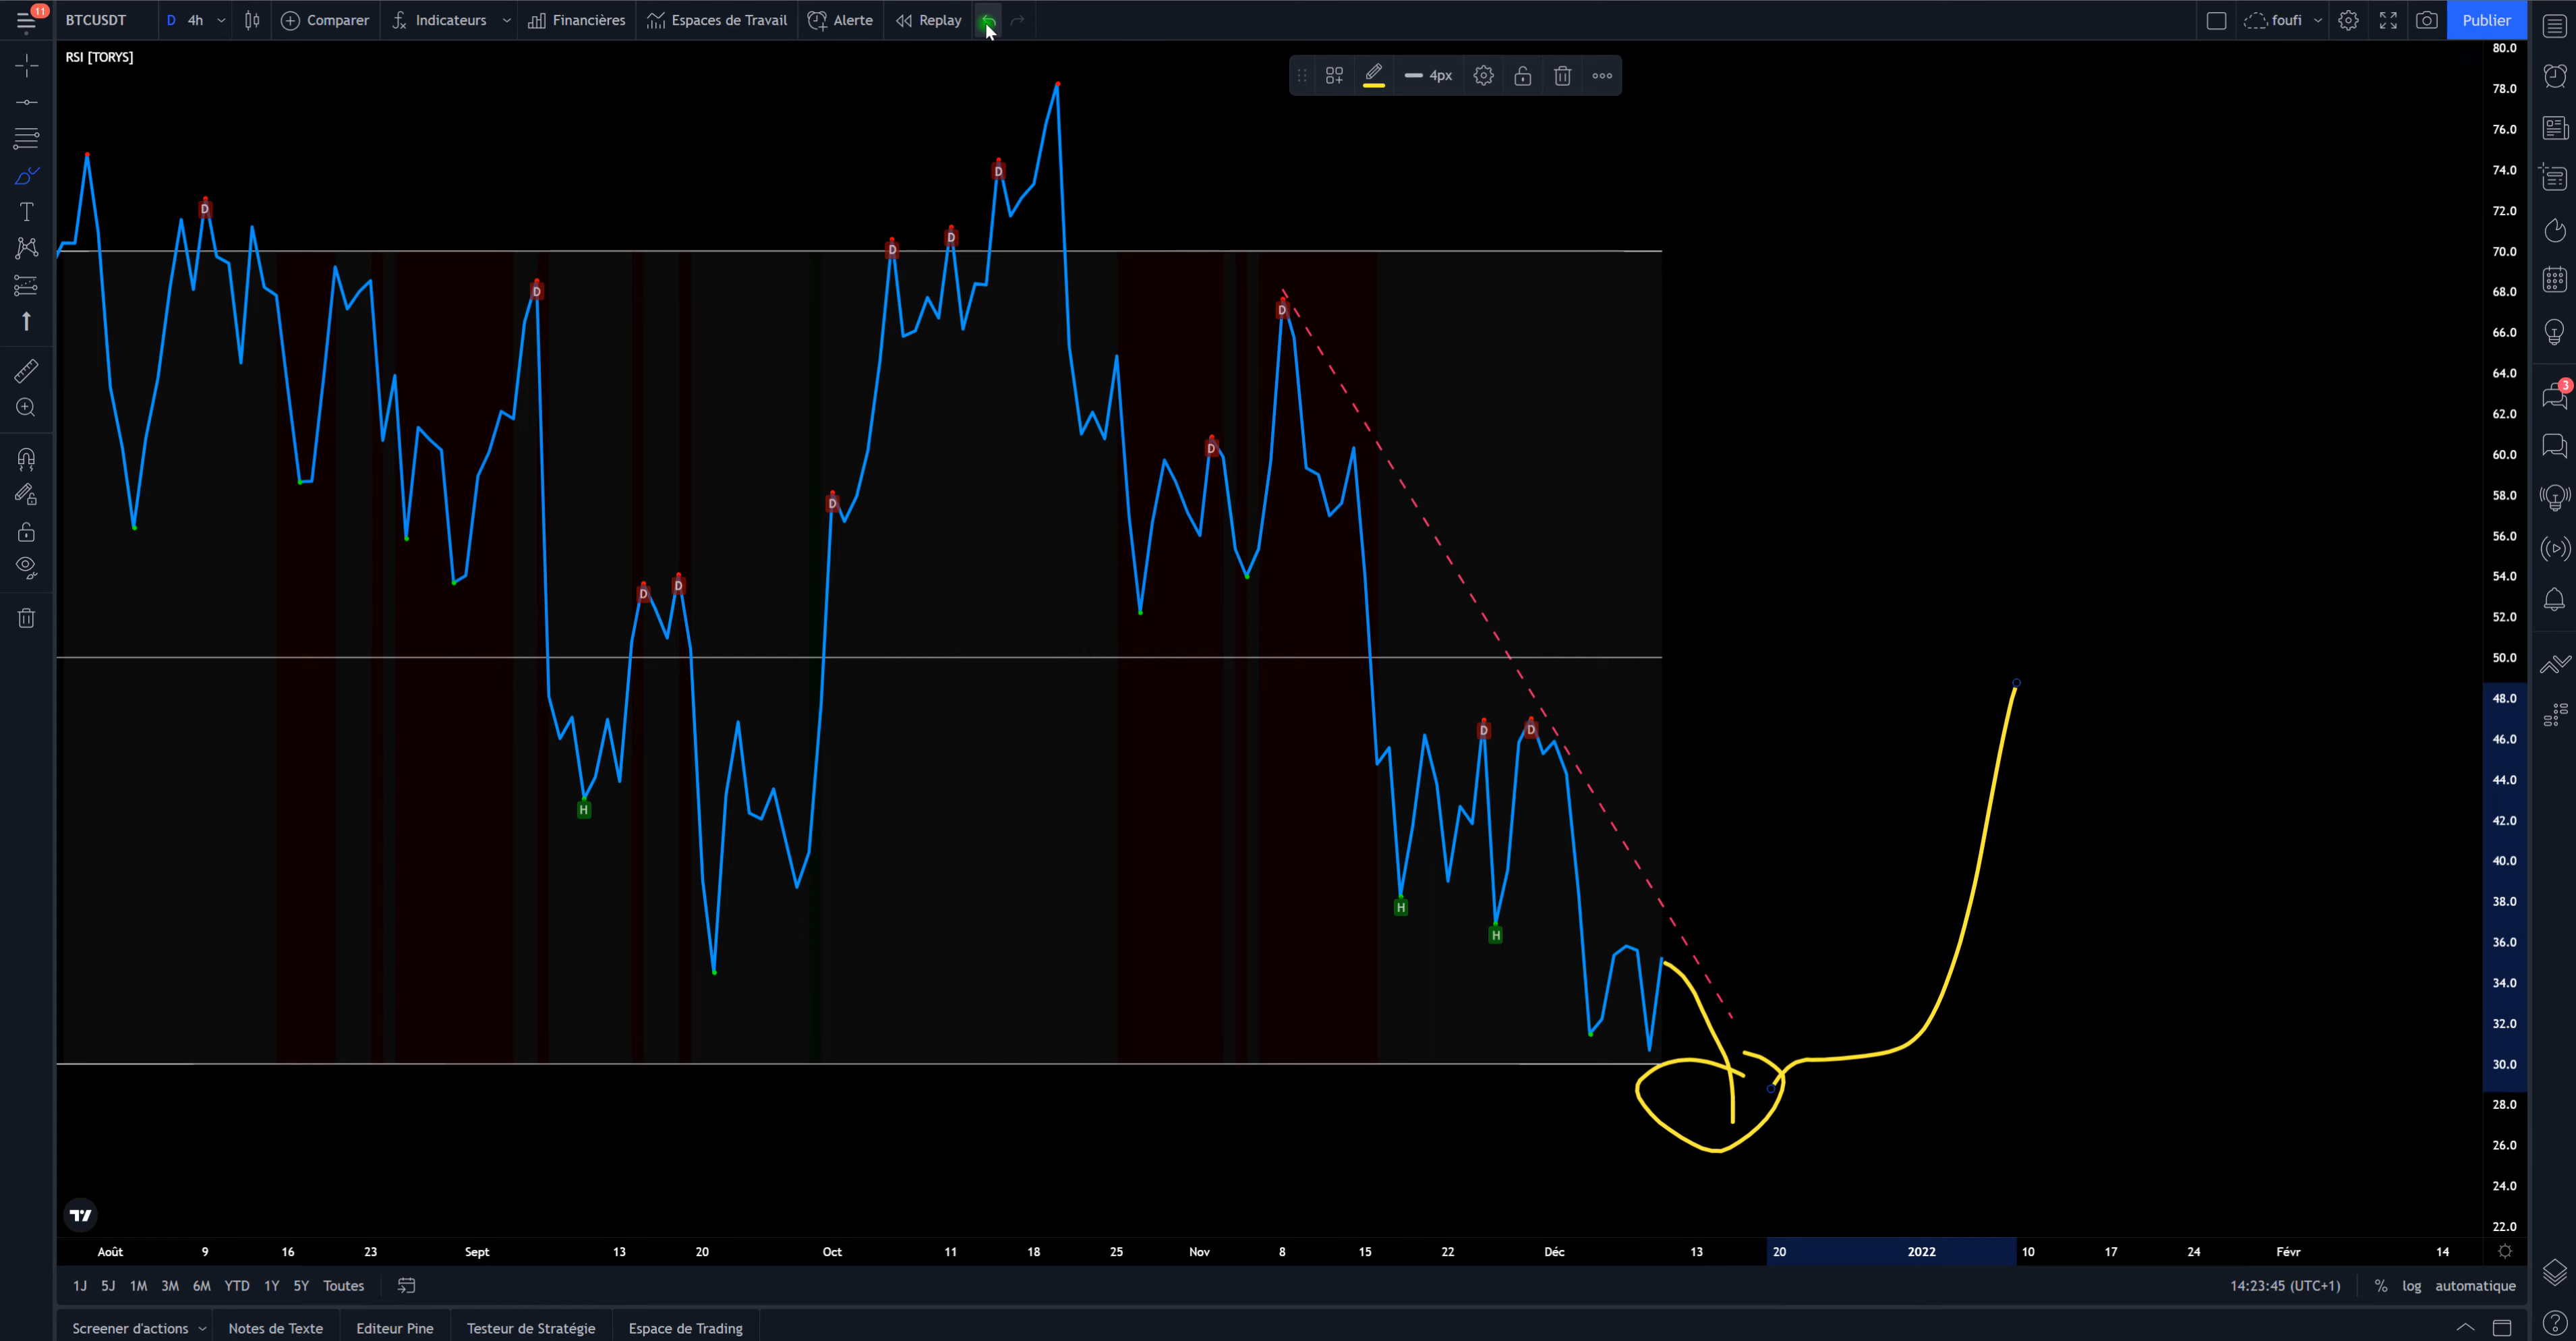 11 BTCUSDT D 4h Comparer Indicateurs Financières Espaces de Travail Alerte Replay foufi Publier
RSI [TORYS]
4px
80.0
78.0
76.0
74.0
72.0
70.0
68.0
66.0
64.0
62.0
60.0
58.0
56.0
54.0
52.0
50.0
48.0
46.0
44.0
42.0
40.0
38.0
36.0
34.0
32.0
30.0
28.0
26.0
24.0
22.0
3
D
D
D
D
D
D
D
D
D
D
D
D
H
H
H
Août 9 16 23 Sept 13 20 Oct 11 18 25 Nov 8 15 22 Déc 13 20 2022 10 17 24 Févr 14
1J 5J 1M 3M 6M YTD 1Y 5Y Toutes 14:23:45 (UTC+1) % log automatique
Screener d'actions Notes de Texte Editeur Pine Testeur de Stratégie Espace de Trading